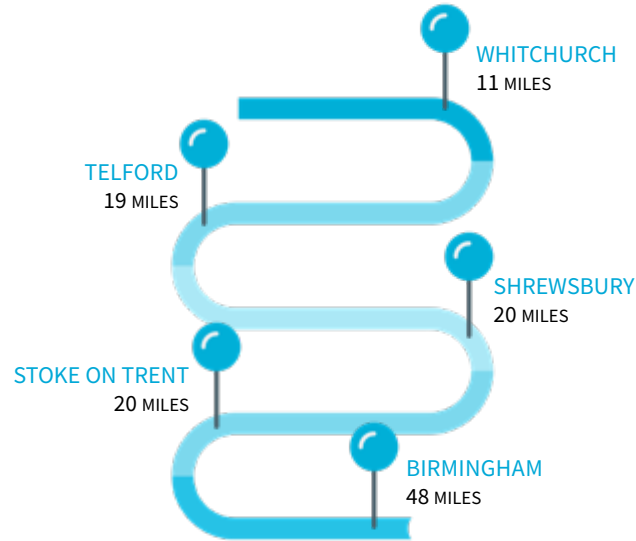 WHITCHURCH
11 MILES
TELFORD
19 MILES
SHREWSBURY
20 MILES
STOKE ON TRENT
20 MILES
BIRMINGHAM
48 MILES